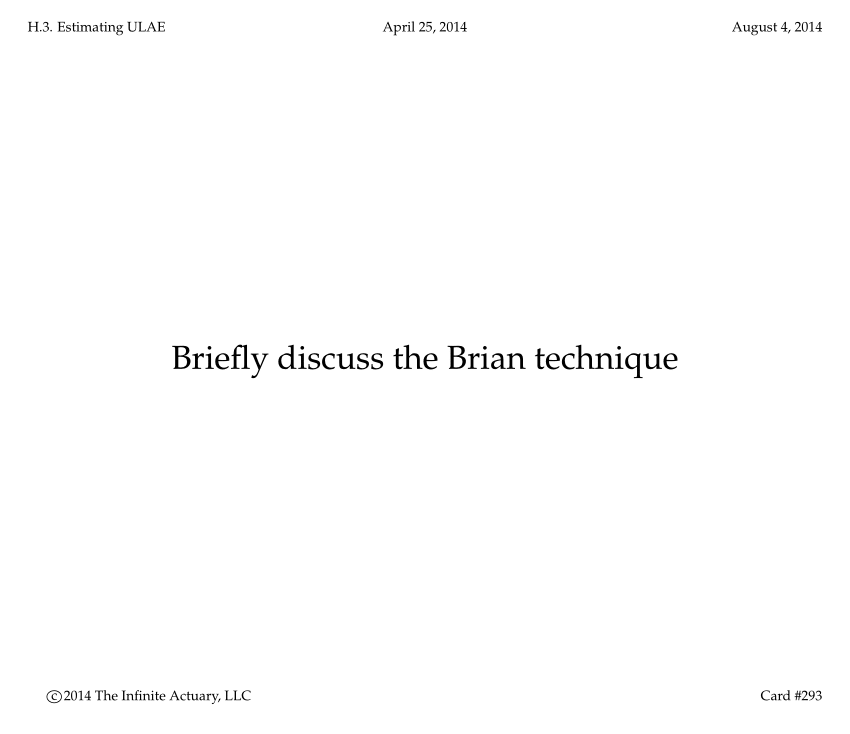 H.3. Estimating ULAE April 25, 2014 August 4, 2014
Briefly discuss the Brian technique
©2014 The Infinite Actuary, LLC Card #293